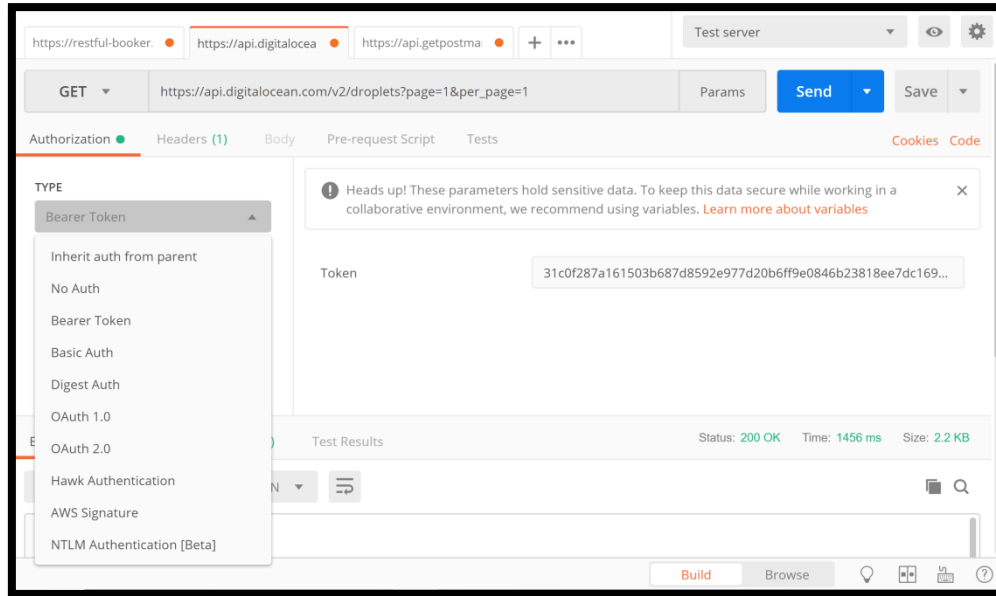 https://restful-booker. https://api.digitalocea https://api.getpostma Test server
GET https://api.digitalocean.com/v2/droplets?page=1&per_page=1 Params Send Save
Authorization Headers (1) Body Pre-request Script Tests Cookies Code
TYPE
Bearer Token
Heads up! These parameters hold sensitive data. To keep this data secure while working in a
collaborative environment, we recommend using variables. Learn more about variables
Inherit auth from parent
Token 31c0f287a161503b687d8592e977d20b6ff9e0846b23818ee7dc169...
No Auth
Bearer Token
Basic Auth
Digest Auth
OAuth 1.0
OAuth 2.0
Hawk Authentication
AWS Signature
NTLM Authentication [Beta]
Test Results Status: 200 OK Time: 1456 ms Size: 2.2 KB
Build Browse